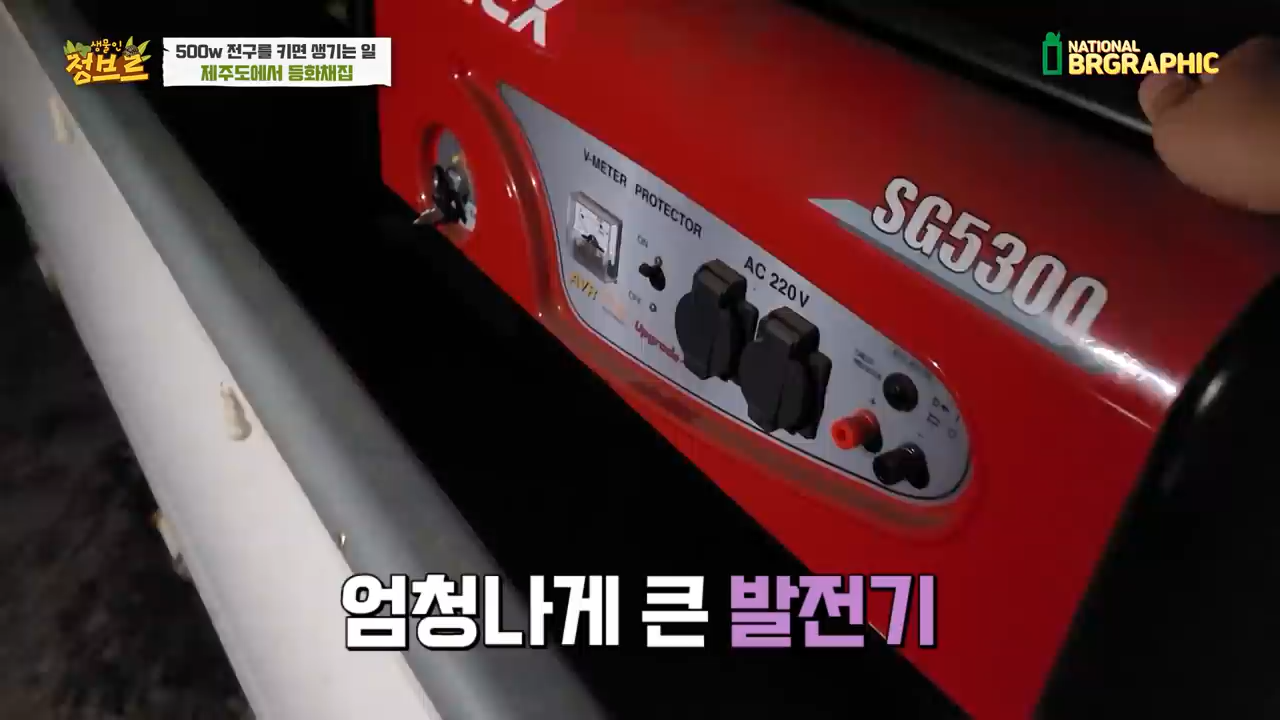 생물인
정브르
500w 전구를 키면 생기는 일
제주도에서 등화채집
NATIONAL
BRGRAPHIC
V-METER PROTECTOR
ON
OFF
AVR
Upgrade
AC 220V
SG5300
엄청나게 큰 발전기